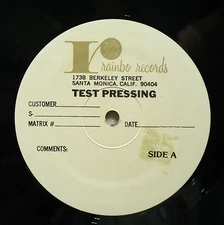 rainbo records
1738 BERKELEY STREET
SANTA MONICA, CALIF. 90404
TEST PRESSING
CUSTOMER
S-
MATRIX # DATE
COMMENTS:
SIDE A